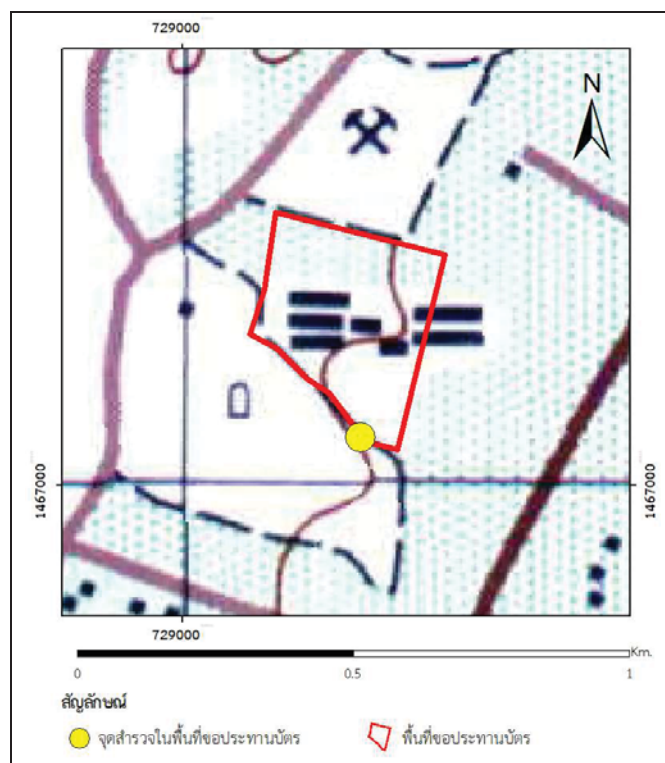 729000
N
1467000
1467000
729000
Km.
0 0.5 1
สัญลักษณ์
จุดสำรวจในพื้นที่ขอประทานบัตร พื้นที่ขอประทานบัตร